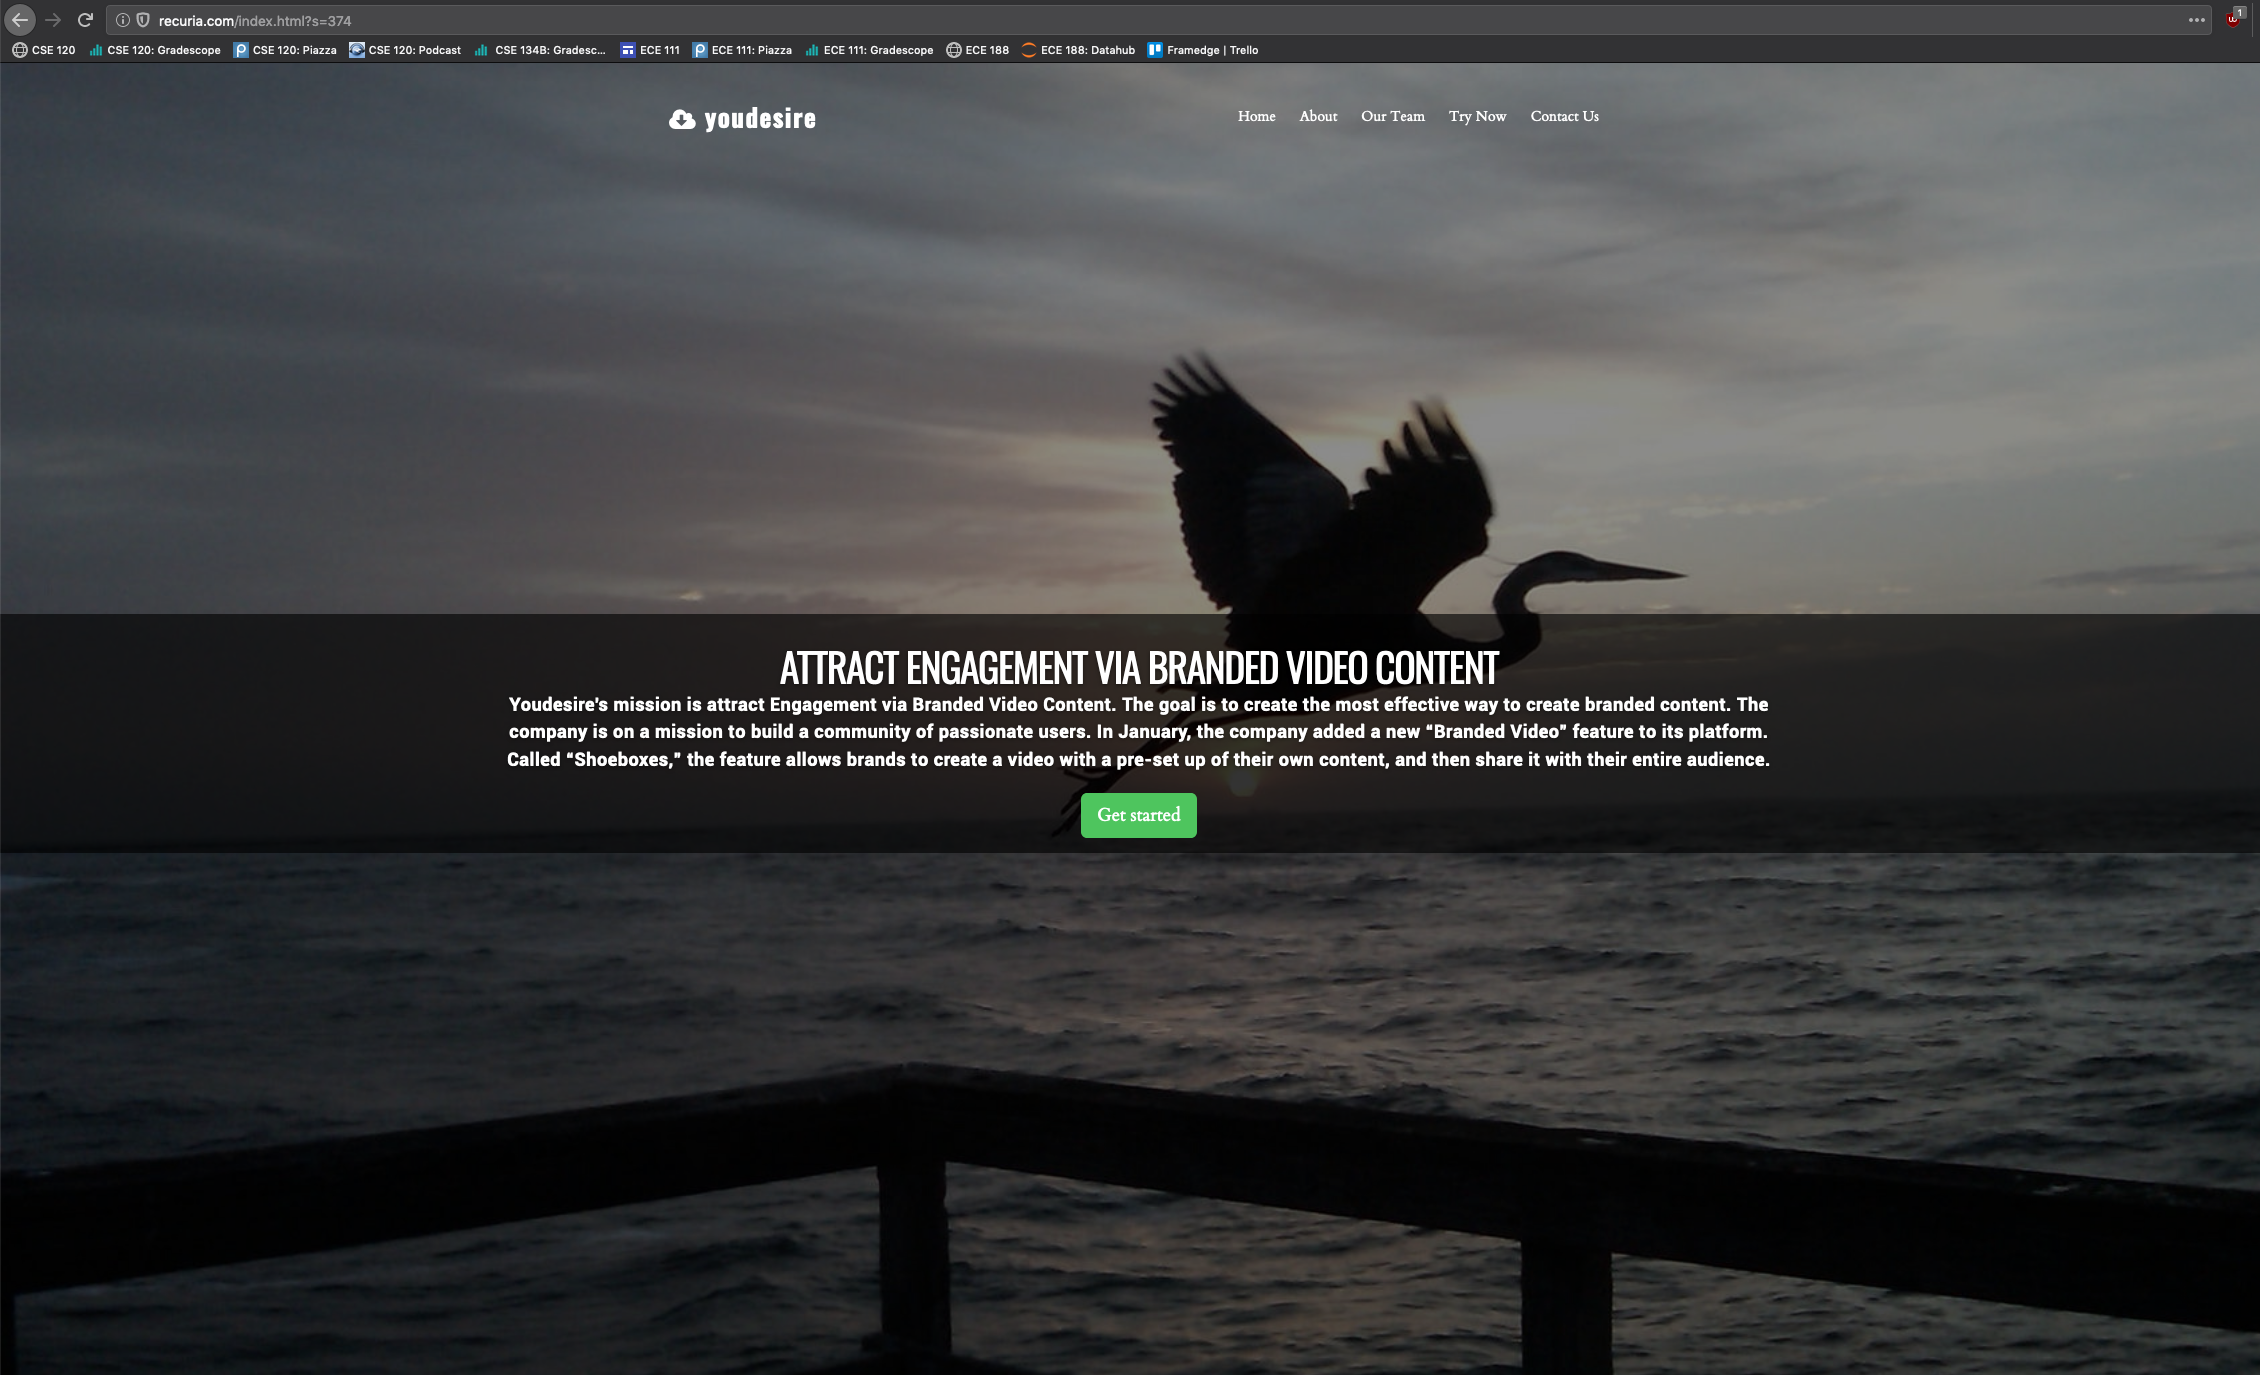 recuria.com/index.html?s=374
1
CSE 120 CSE 120: Gradescope CSE 120: Piazza CSE 120: Podcast CSE 134B: Gradesc... ECE 111 ECE 111: Piazza ECE 111: Gradescope ECE 188 ECE 188: Datahub Framedge | Trello
youdesire
Home About Our Team Try Now Contact Us
ATTRACT ENGAGEMENT VIA BRANDED VIDEO CONTENT
Youdesire's mission is attract Engagement via Branded Video Content. The goal is to create the most effective way to create branded content. The
company is on a mission to build a community of passionate users. In January, the company added a new “Branded Video” feature to its platform.
Called “Shoeboxes,” the feature allows brands to create a video with a pre-set up of their own content, and then share it with their entire audience.
Get started